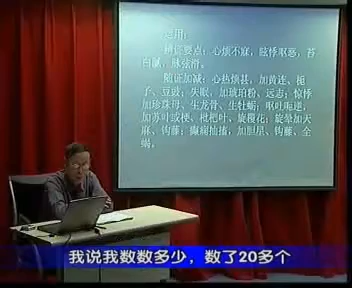 运用：
辨证要点：心烦不寐，眩悸呕恶，苔
白腻，脉弦滑。
随证加减：心热烦甚，加黄连、栀
子、豆豉；失眠，加琥珀粉、远志；惊悸
加珍珠母、生龙骨、生牡蛎；呕吐呃逆，
加苏叶或梗、枇杷叶、旋覆花；眩晕加天
麻、钩藤；癫痫抽搐，加胆星、钩藤、全
蝎。
我说我数数多少，数了20多个